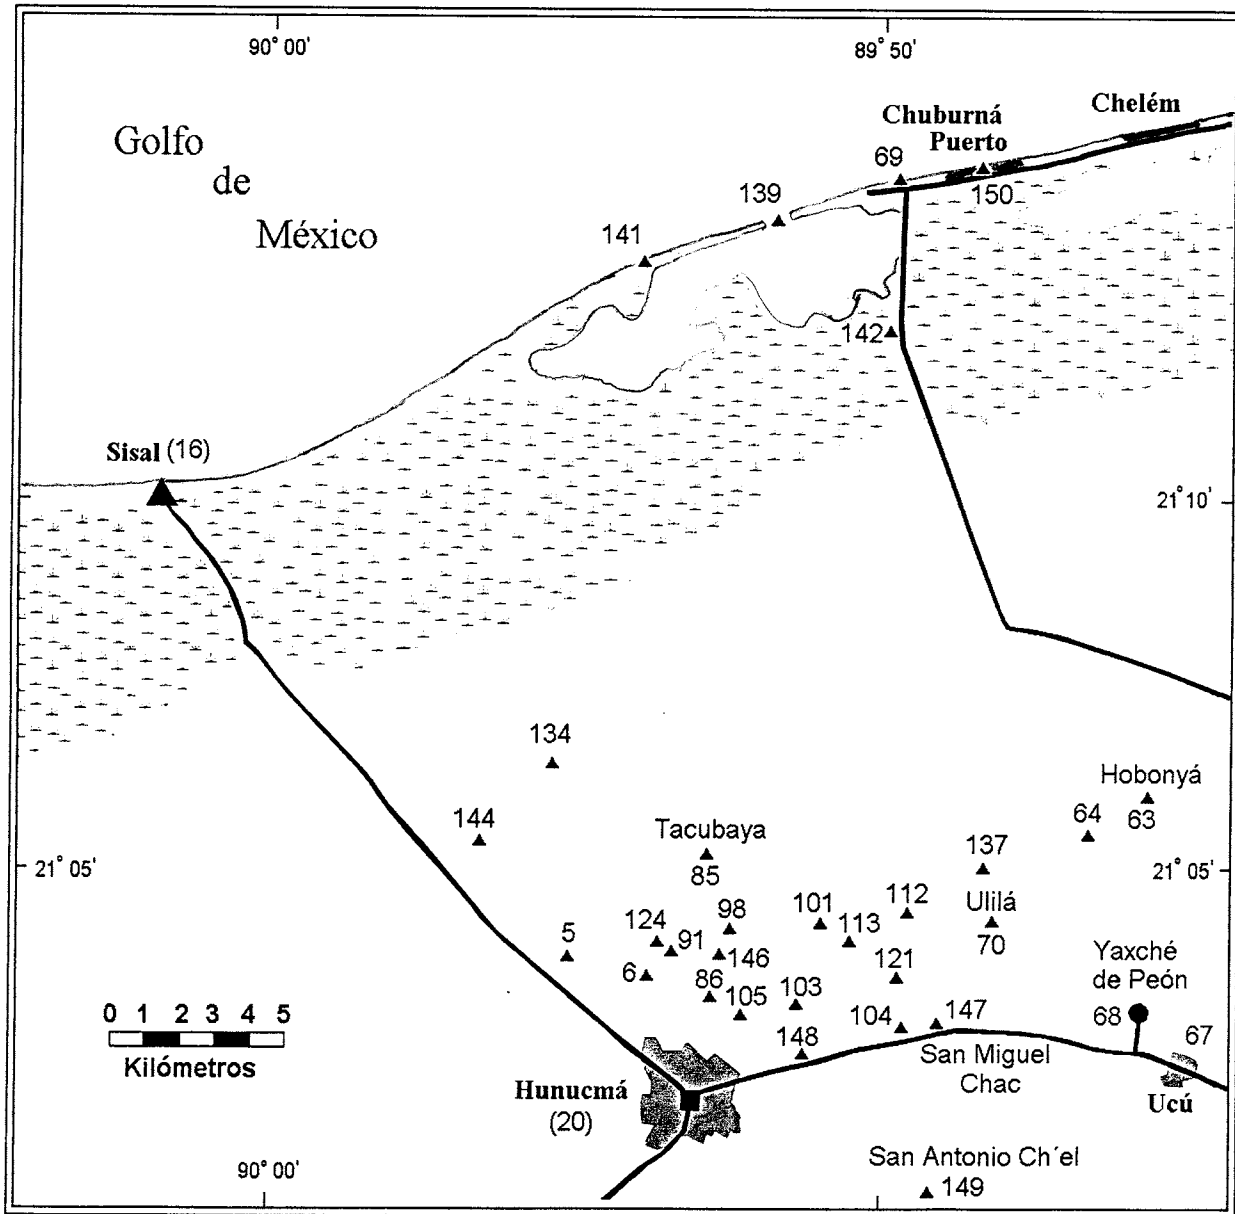 90° 00'
89° 50'
Golfo
de
México
Chuburná
Puerto
Chelém
69
150
139
141
142
Sisal (16)
21° 10'
134
144
Hobonyá
63
64
Tacubaya
85
137
21° 05'
21° 05'
Ulilá
70
112
101
113
98
124
91
5
6
146
86
105
103
121
Yaxché
de Peón
68
67
104
147
148
San Miguel
Chac
Ucú
0 1 2 3 4 5
Kilómetros
Hunucmá
(20)
San Antonio Ch´el
149
90° 00'